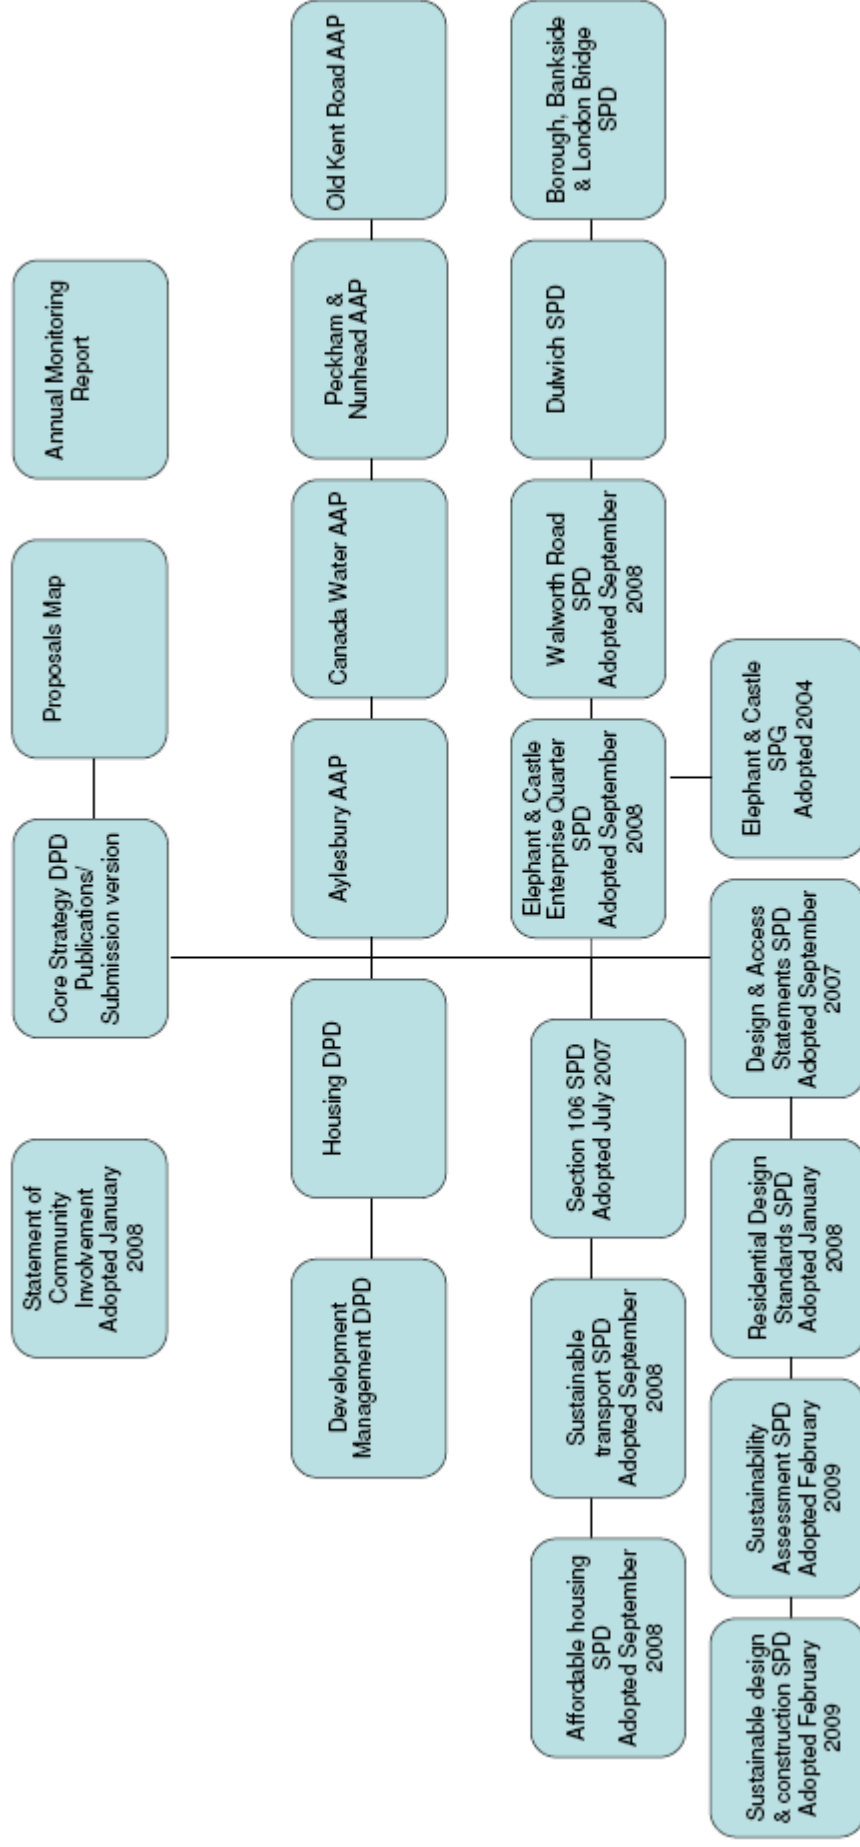 Statement of
Community
Involvement
Adopted January
2008
Core Strategy DPD
Publications/
Submission version
Proposals Map
Annual Monitoring
Report
Development
Management DPD
Housing DPD
Aylesbury AAP
Canada Water AAP
Peckham &
Nunhead AAP
Old Kent Road AAP
Affordable housing
SPD
Adopted September
2008
Sustainable
transport SPD
Adopted September
2008
Section 106 SPD
Adopted July 2007
Elephant & Castle
Enterprise Quarter
SPD
Adopted September
2008
Walworth Road
SPD
Adopted September
2008
Dulwich SPD
Borough, Bankside
& London Bridge
SPD
Sustainable design
& construction SPD
Adopted February
2009
Sustainability
Assessment SPD
Adopted February
2009
Residential Design
Standards SPD
Adopted January
2008
Design & Access
Statements SPD
Adopted September
2007
Elephant & Castle
SPG
Adopted 2004